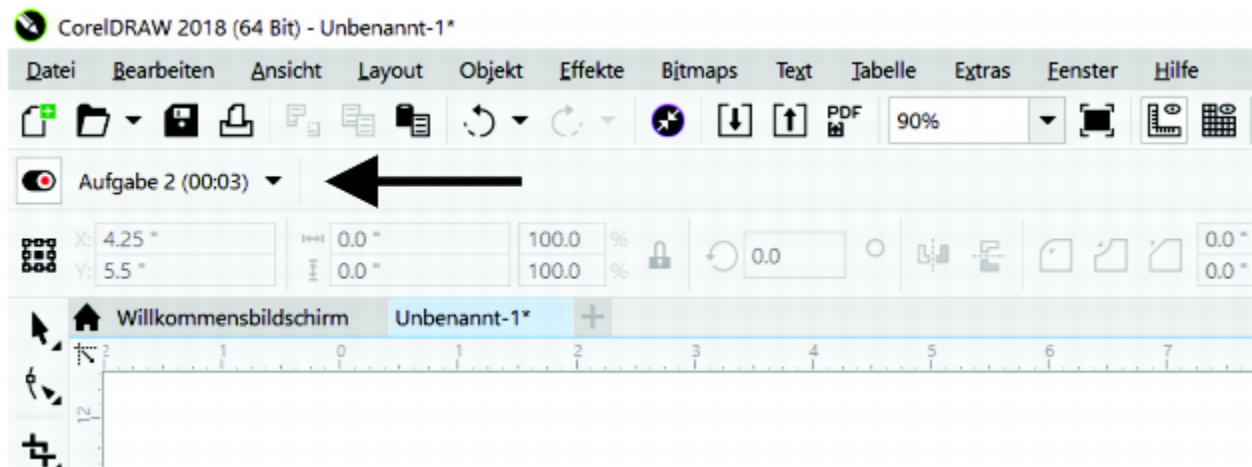 CorelDRAW 2018 (64 Bit) - Unbenannt-1*
Datei Bearbeiten Ansicht Layout Objekt Effekte Bitmaps Text Tabelle Extras Fenster Hilfe
PDF 90%
Aufgabe 2 (00:03)
X: 4.25 " 0.0 " 100.0 % 0.0 0.0 "
Y: 5.5 " 0.0 " 100.0 % 0.0 "
Willkommensbildschirm Unbenannt-1* +
2 1 0 1 2 3 4 5 6 7
12